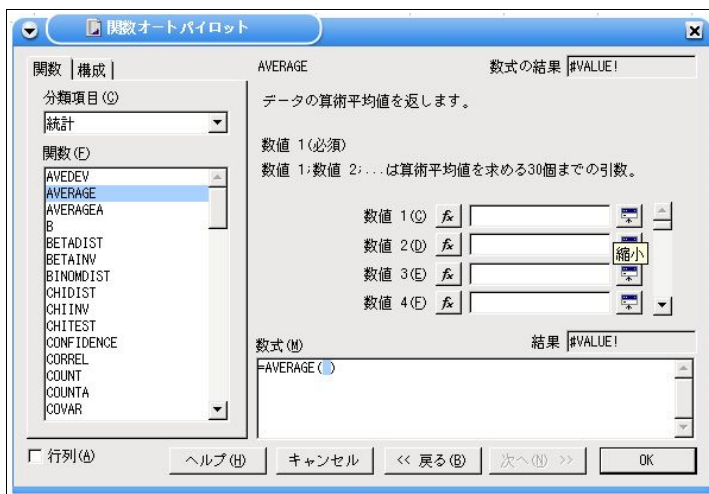 関数オートパイロット
関数
構成
AVERAGE
数式の結果 #VALUE!
分類項目(C)
統計
関数(F)
AVEDEV
AVERAGE
AVERAGEA
B
BETADIST
BETAINV
BINOMDIST
CHIDIST
CHIINV
CHITEST
CONFIDENCE
CORREL
COUNT
COUNTA
COVAR
データの算術平均値を返します。
数値 1(必須)
数値 1;数値 2;...は算術平均値を求める30個までの引数。
数値 1(C) fx
数値 2(D) fx
縮小
数値 3(E) fx
数値 4(F) fx
数式(M)
結果 #VALUE!
=AVERAGE( )
行列(A)
ヘルプ(H)
キャンセル
<< 戻る(B)
次へ(N) >>
OK